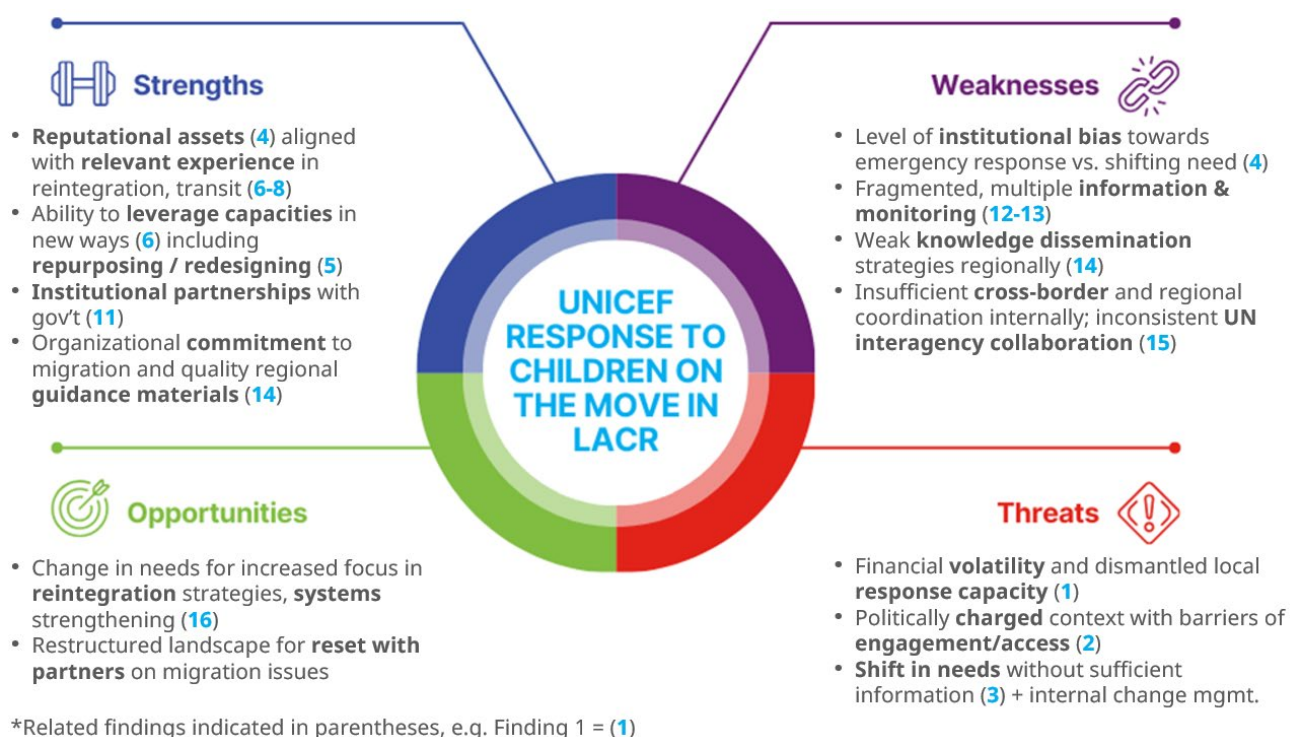 Strengths
• Reputational assets (4) aligned
with relevant experience in
reintegration, transit (6-8)
• Ability to leverage capacities in
new ways (6) including
repurposing / redesigning (5)
• Institutional partnerships with
gov’t (11)
• Organizational commitment to
migration and quality regional
guidance materials (14)
Weaknesses
• Level of institutional bias towards
emergency response vs. shifting need (4)
• Fragmented, multiple information &
monitoring (12-13)
• Weak knowledge dissemination
strategies regionally (14)
• Insufficient cross-border and regional
coordination internally; inconsistent UN
interagency collaboration (15)
UNICEF
RESPONSE TO
CHILDREN ON
THE MOVE IN
LACR
Opportunities
• Change in needs for increased focus in
reintegration strategies, systems
strengthening (16)
• Restructured landscape for reset with
partners on migration issues
Threats
• Financial volatility and dismantled local
response capacity (1)
• Politically charged context with barriers of
engagement/access (2)
• Shift in needs without sufficient
information (3) + internal change mgmt.
*Related findings indicated in parentheses, e.g. Finding 1 = (1)